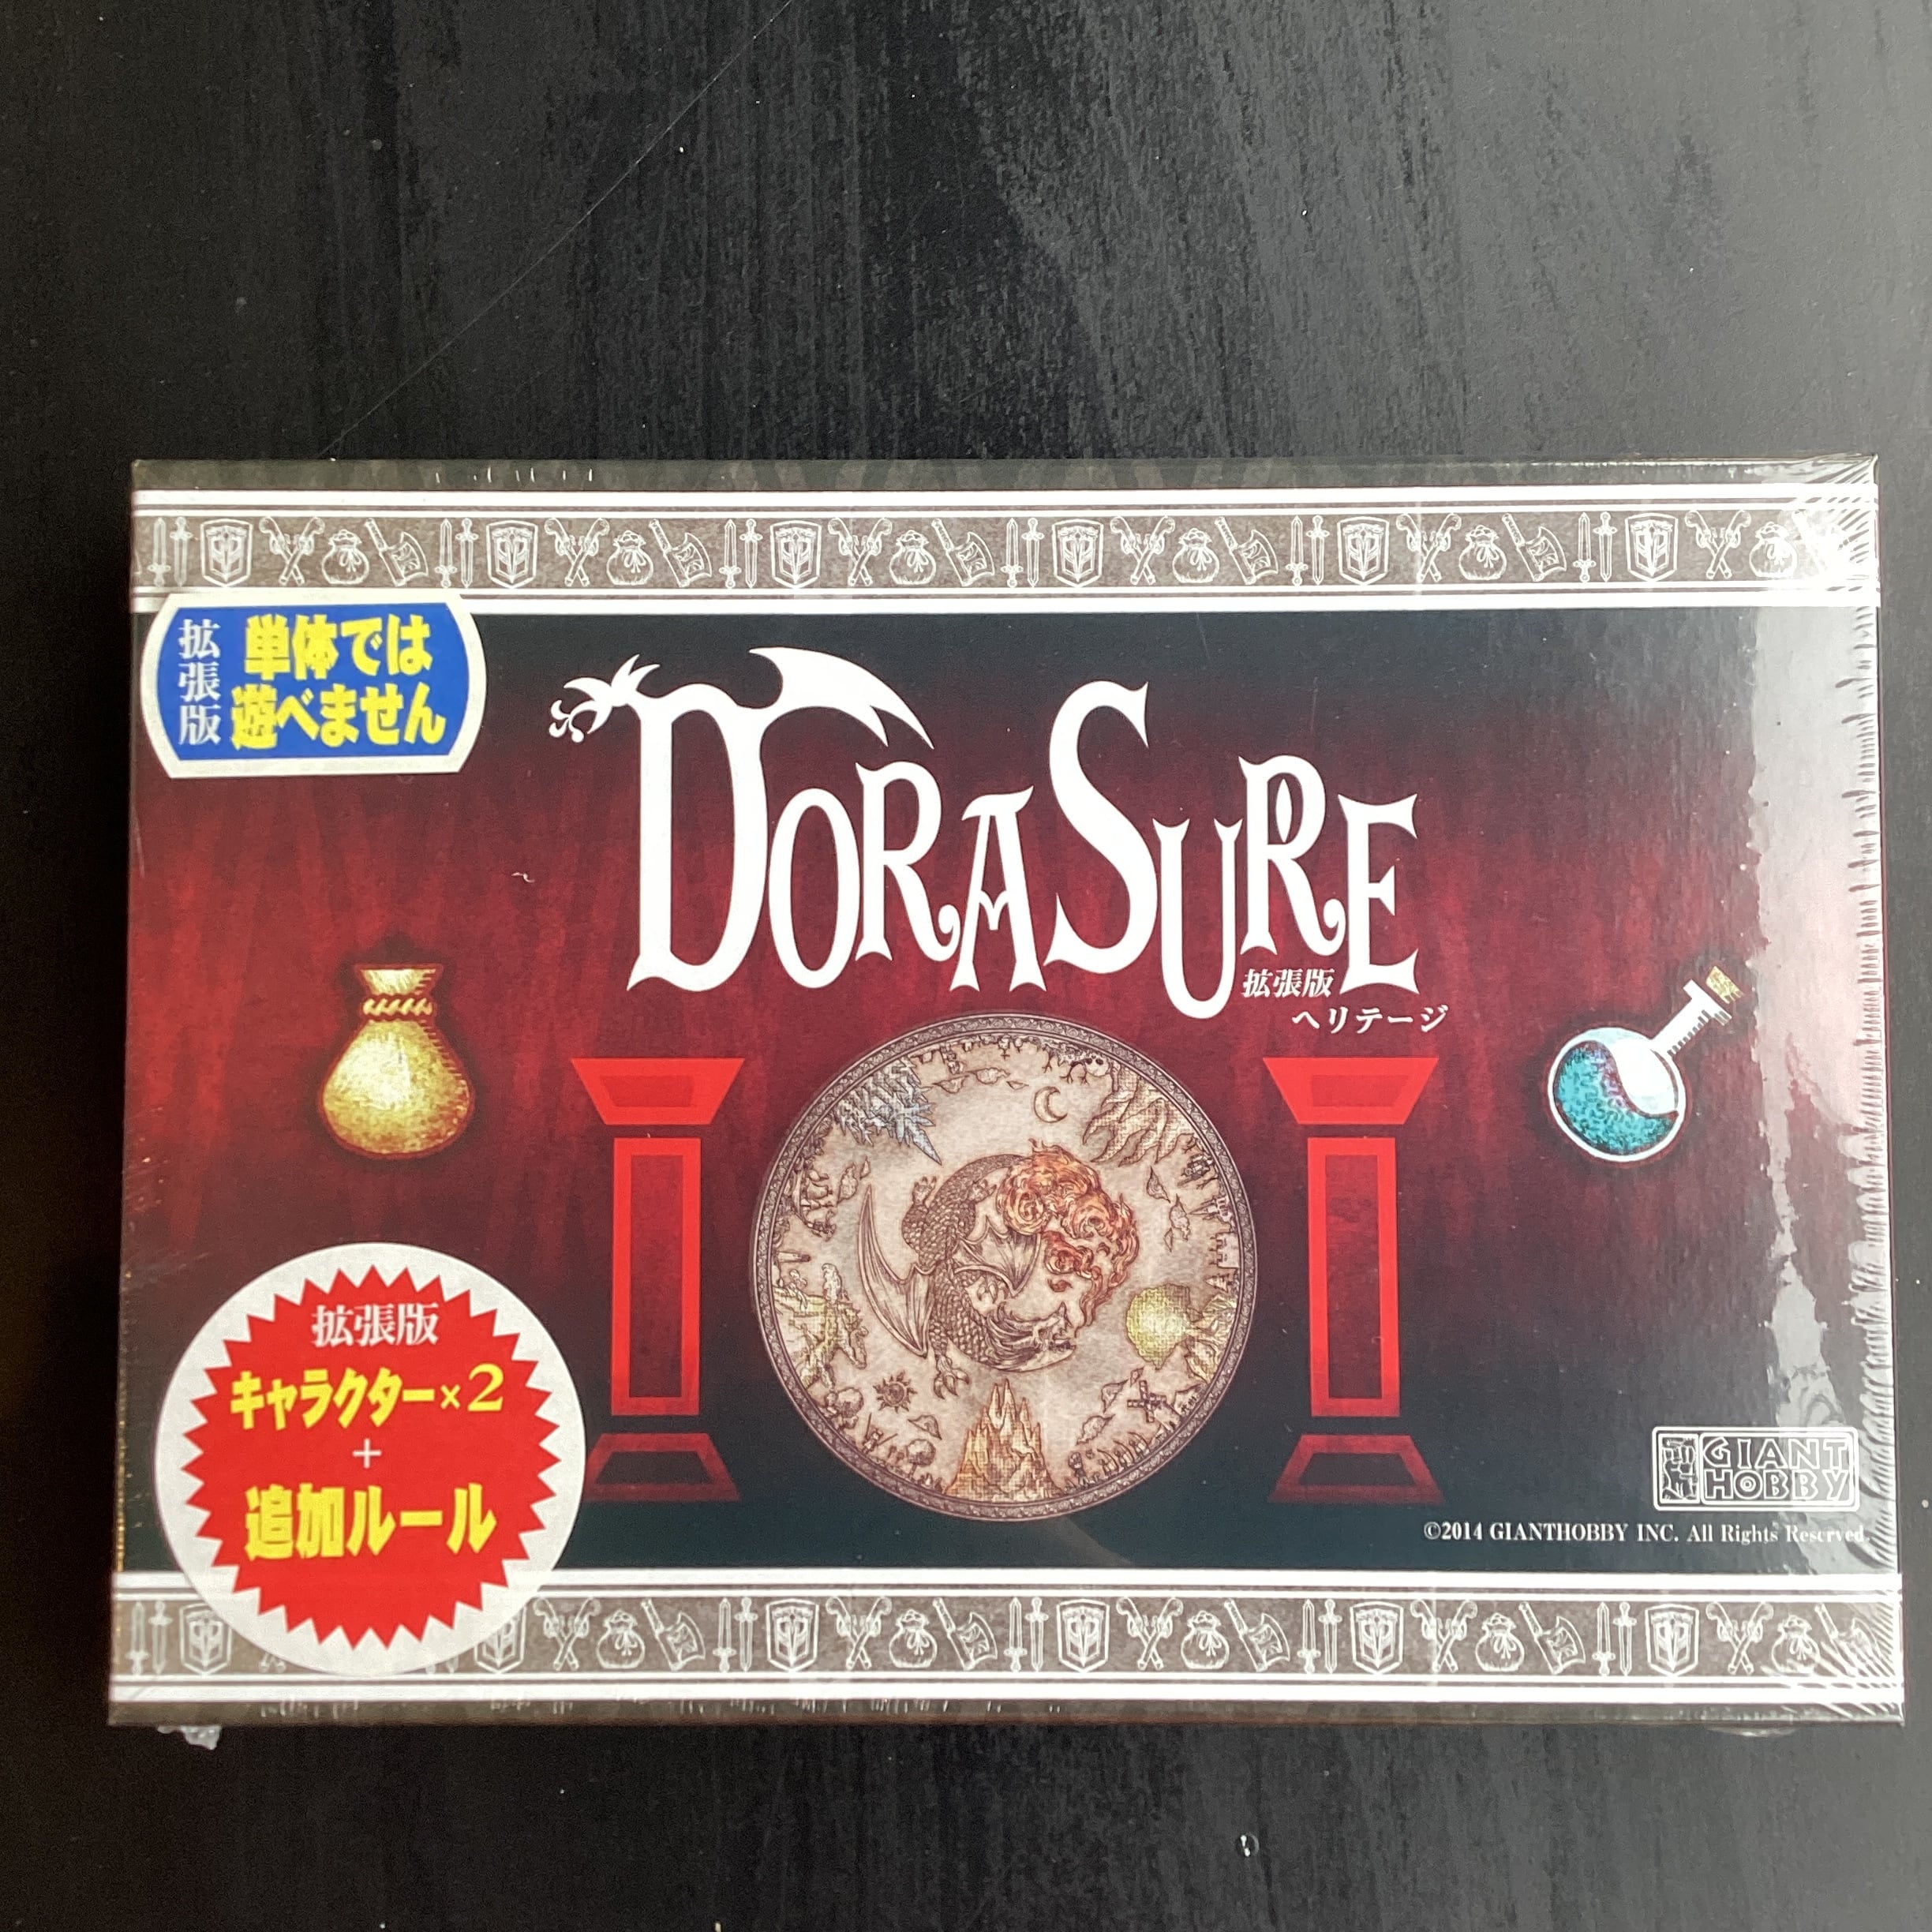 拡張版
単体では
遊べません
DORASURE
拡張版
ヘリテージ
拡張版
キャラクター×2
+
追加ルール
GIANT
HOBBY
©2014 GIANTHOBBY INC. All Rights Reserved.